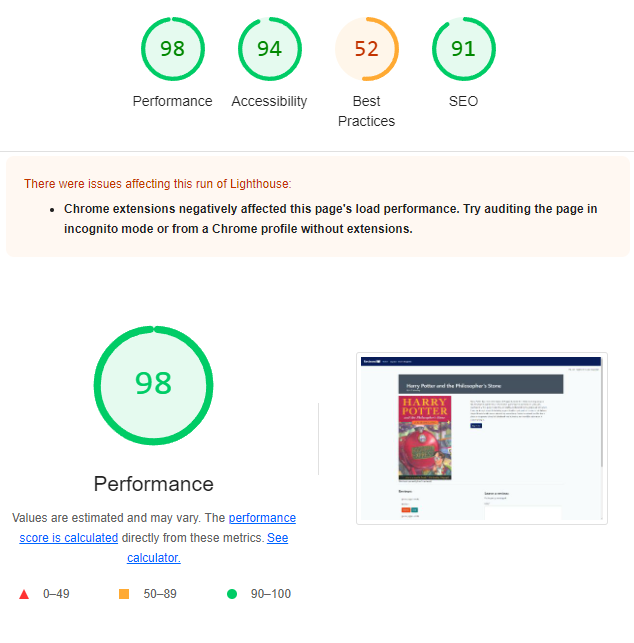 98
94
52
91
Performance
Accessibility
Best
Practices
SEO
There were issues affecting this run of Lighthouse:
• Chrome extensions negatively affected this page's load performance. Try auditing the page in
incognito mode or from a Chrome profile without extensions.
98
Performance
Values are estimated and may vary. The performance
score is calculated directly from these metrics. See
calculator.
0–49
50–89
90–100
Harry Potter and the Philosopher's Stone
HARRY
POTTER
Reviews
Leave a review